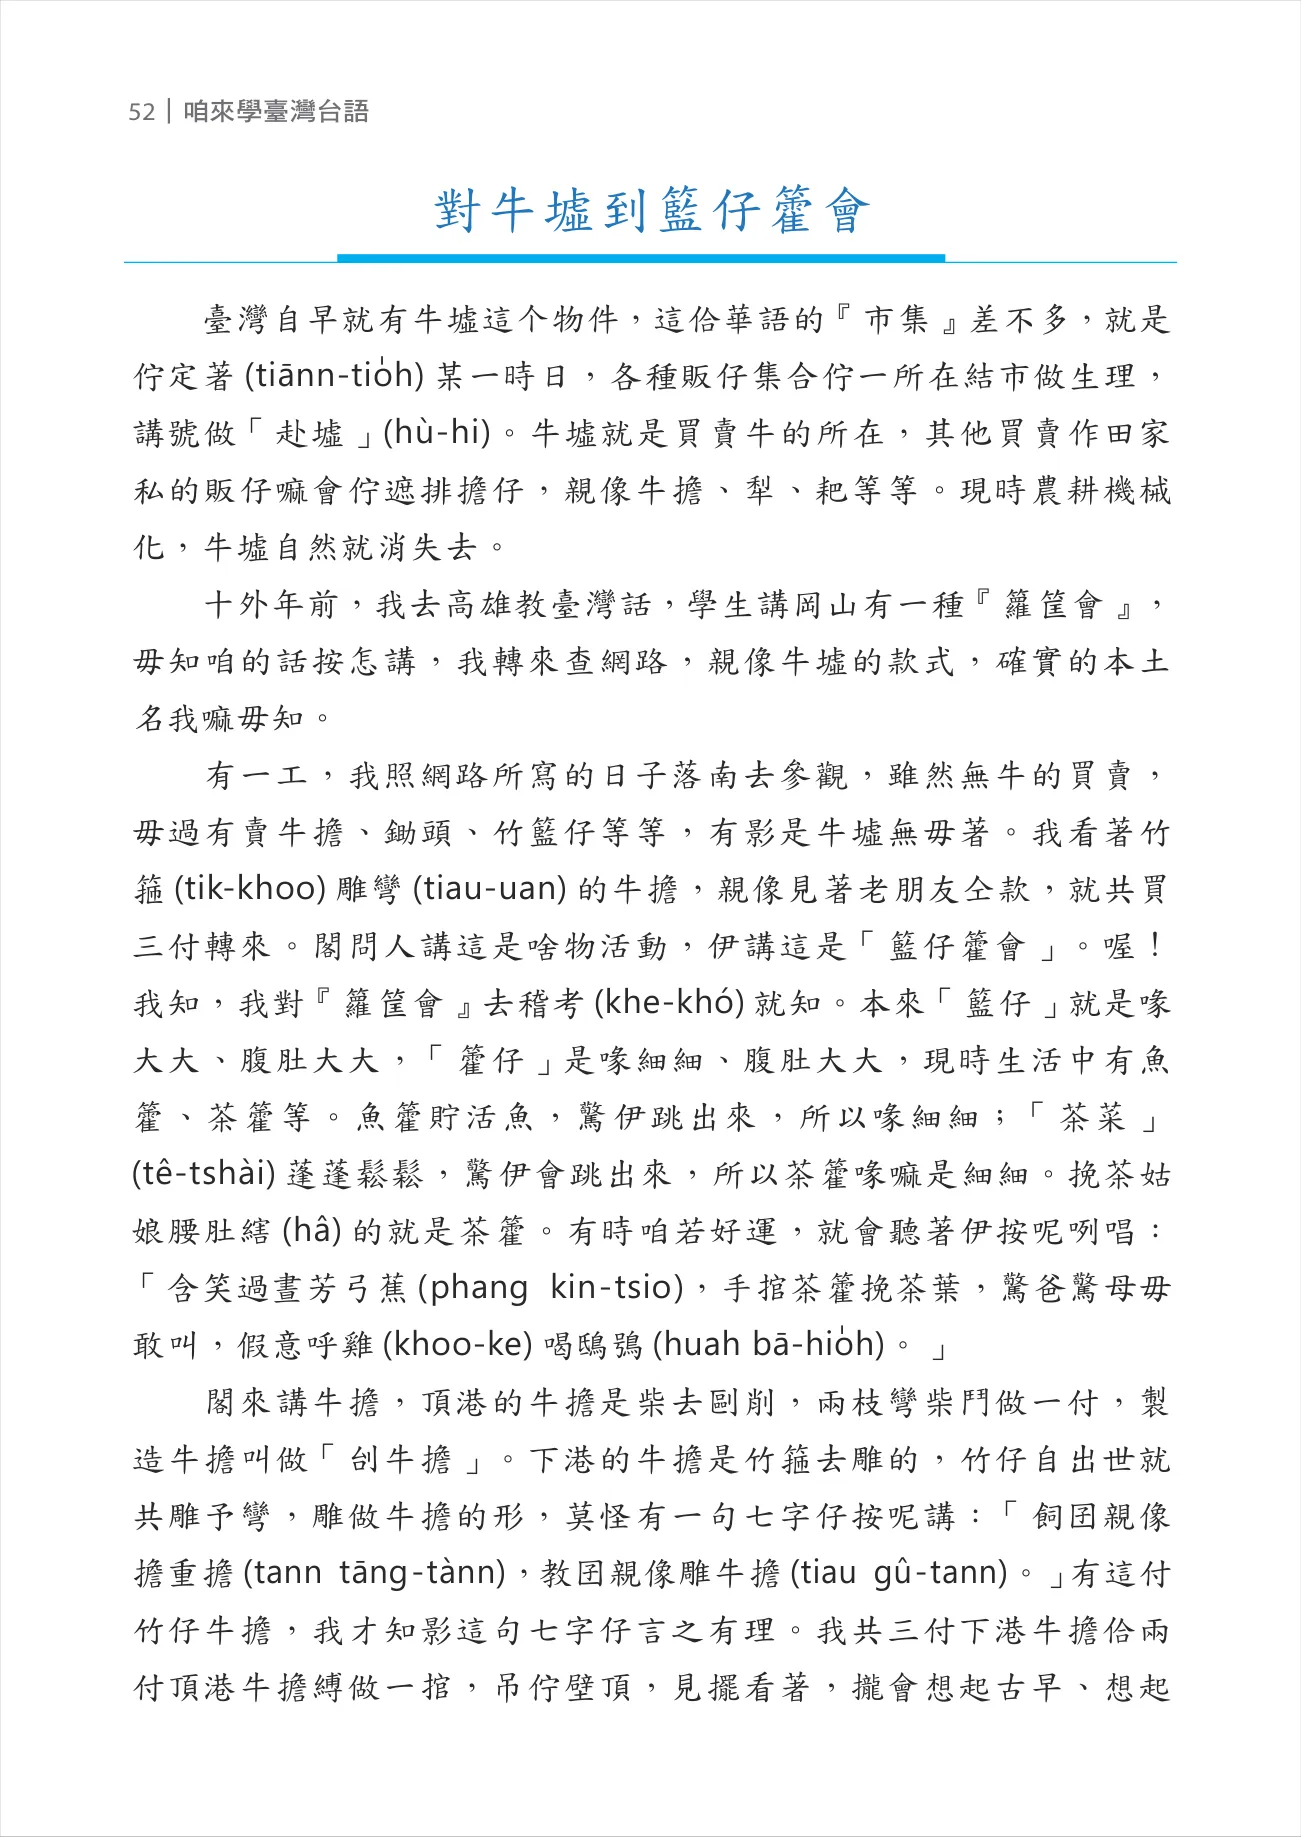 52｜咱來學臺灣台語
對牛墟到籃仔籗會
臺灣自早就有牛墟這个物件，這佮華語的『市集』差不多，就是
佇定著 (tiānn-tio̍h) 某一時日，各種販仔集合佇一所在結市做生理，
講號做「赴墟」(hù-hi)。牛墟就是買賣牛的所在，其他買賣作田家
私的販仔嘛會佇遮排擔仔，親像牛擔、犁、耙等等。現時農耕機械
化，牛墟自然就消失去。
十外年前，我去高雄教臺灣話，學生講岡山有一種『籮筐會』，
毋知咱的話按怎講，我轉來查網路，親像牛墟的款式，確實的本土
名我嘛毋知。
有一工，我照網路所寫的日子落南去參觀，雖然無牛的買賣，
毋過有賣牛擔、鋤頭、竹籃仔等等，有影是牛墟無毋著。我看著竹
箍 (tik-khoo) 雕彎 (tiau-uan) 的牛擔，親像見著老朋友仝款，就共買
三付轉來。閣問人講這是啥物活動，伊講這是「籃仔籗會」。喔！
我知，我對『籮筐會』去稽考 (khe-khó) 就知。本來「籃仔」就是喙
大大、腹肚大大，「籗仔」是喙細細、腹肚大大，現時生活中有魚
籗、茶籗等。魚籗貯活魚，驚伊跳出來，所以喙細細；「茶菜」
(tê-tshài) 蓬蓬鬆鬆，驚伊會跳出來，所以茶籗喙嘛是細細。挽茶姑
娘腰肚縖 (hâ) 的就是茶籗。有時咱若好運，就會聽著伊按呢咧唱：
「含笑過晝芳弓蕉 (phang kin-tsio)，手捾茶籗挽茶葉，驚爸驚母毋
敢叫，假意呼雞 (khoo-ke) 喝鴟鴞 (huah bā-hio̍h)。」
閣來講牛擔，頂港的牛擔是柴去剾削，兩枝彎柴鬥做一付，製
造牛擔叫做「刣牛擔」。下港的牛擔是竹箍去雕的，竹仔自出世就
共雕予彎，雕做牛擔的形，莫怪有一句七字仔按呢講：「飼囝親像
擔重擔 (tann tāng-tànn)，教囝親像雕牛擔 (tiau gû-tann)。」有這付
竹仔牛擔，我才知影這句七字仔言之有理。我共三付下港牛擔佮兩
付頂港牛擔縛做一捾，吊佇壁頂，見擺看著，攏會想起古早、想起